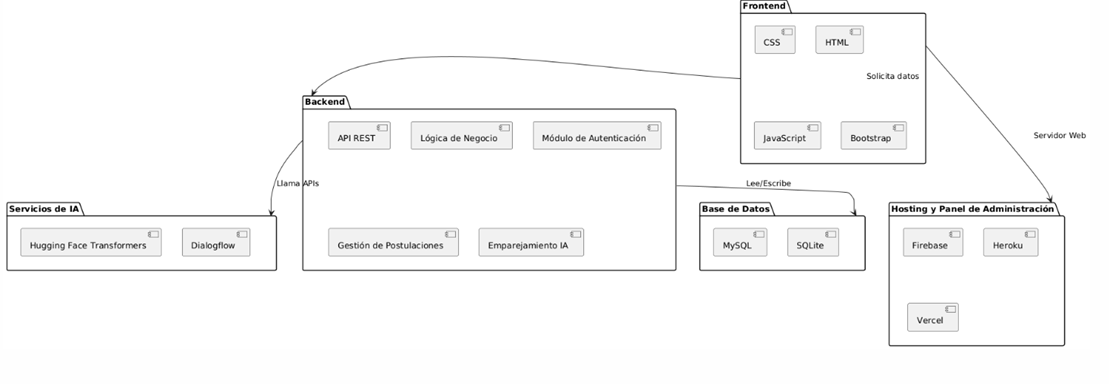 Frontend
CSS
HTML
Solicita datos
JavaScript
Bootstrap
Backend
API REST
Lógica de Negocio
Módulo de Autenticación
Gestión de Postulaciones
Emparejamiento IA
Servidor Web
Llama APIs
Lee/Escribe
Servicios de IA
Hugging Face Transformers
Dialogflow
Base de Datos
MySQL
SQLite
Hosting y Panel de Administración
Firebase
Heroku
Vercel